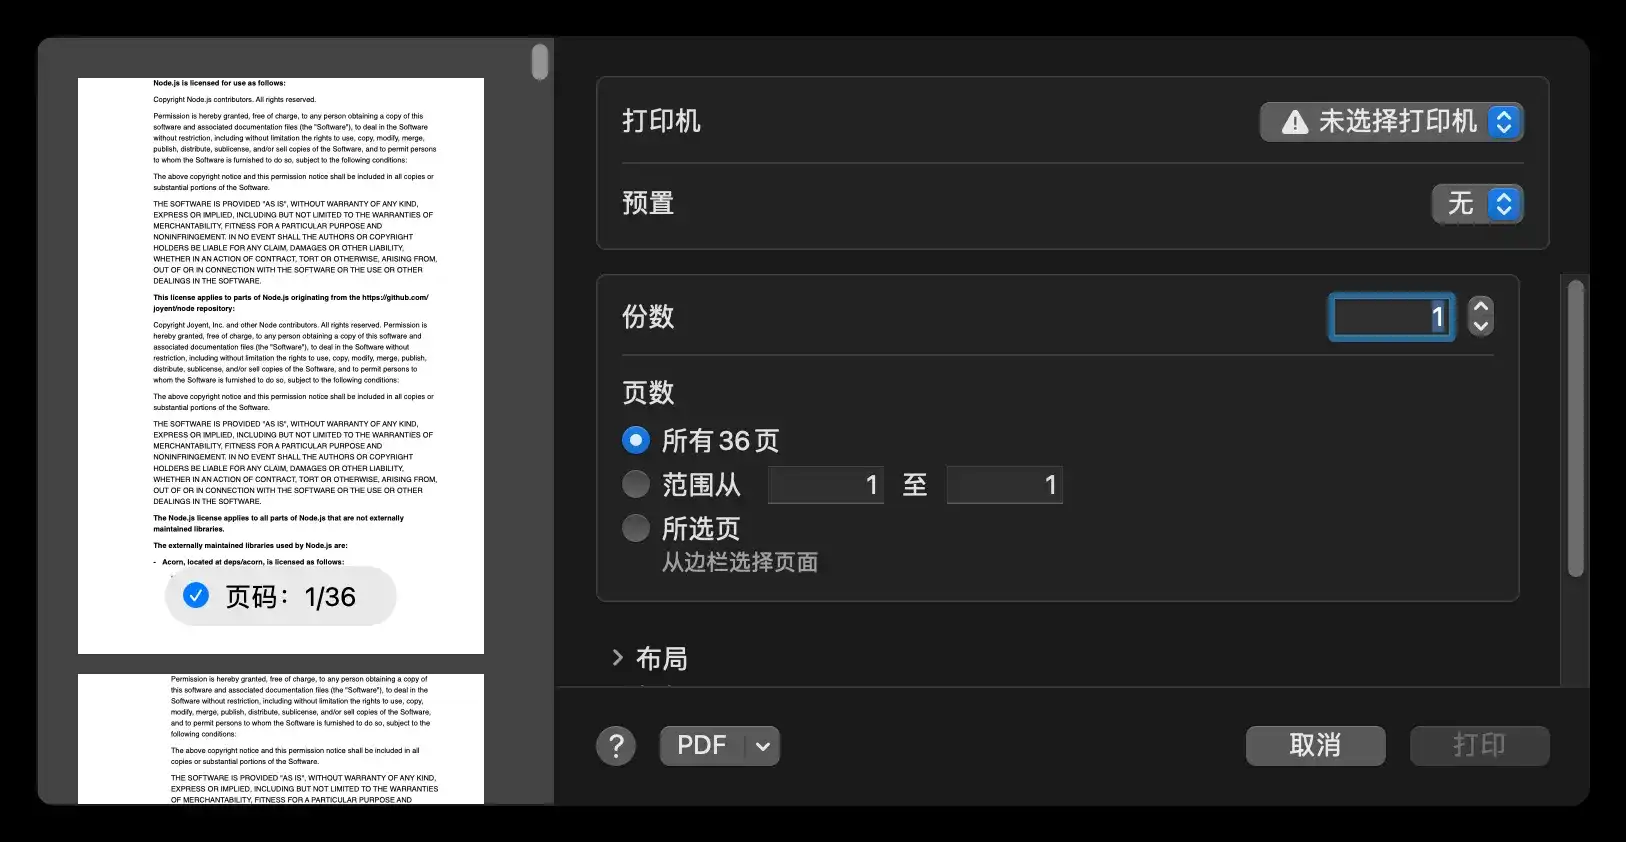 Node.js is licensed for use as follows:
Copyright Node.js contributors. All rights reserved.
Permission is hereby granted, free of charge, to any person obtaining a copy of this
software and associated documentation files (the "Software"), to deal in the Software
without restriction, including without limitation the rights to use, copy, modify, merge,
publish, distribute, sublicense, and/or sell copies of the Software, and to permit persons
to whom the Software is furnished to do so, subject to the following conditions:
The above copyright notice and this permission notice shall be included in all copies or
substantial portions of the Software.
THE SOFTWARE IS PROVIDED "AS IS", WITHOUT WARRANTY OF ANY KIND,
EXPRESS OR IMPLIED, INCLUDING BUT NOT LIMITED TO THE WARRANTIES OF
MERCHANTABILITY, FITNESS FOR A PARTICULAR PURPOSE AND
NONINFRINGEMENT. IN NO EVENT SHALL THE AUTHORS OR COPYRIGHT
HOLDERS BE LIABLE FOR ANY CLAIM, DAMAGES OR OTHER LIABILITY,
WHETHER IN AN ACTION OF CONTRACT, TORT OR OTHERWISE, ARISING FROM,
OUT OF OR IN CONNECTION WITH THE SOFTWARE OR THE USE OR OTHER
DEALINGS IN THE SOFTWARE.
This license applies to parts of Node.js originating from the https://github.com/
joyent/node repository:
Copyright Joyent, Inc. and other Node contributors. All rights reserved. Permission is
hereby granted, free of charge, to any person obtaining a copy of this software and
associated documentation files (the "Software"), to deal in the Software without
restriction, including without limitation the rights to use, copy, modify, merge, publish,
distribute, sublicense, and/or sell copies of the Software, and to permit persons to
whom the Software is furnished to do so, subject to the following conditions:
The above copyright notice and this permission notice shall be included in all copies or
substantial portions of the Software.
THE SOFTWARE IS PROVIDED "AS IS", WITHOUT WARRANTY OF ANY KIND,
EXPRESS OR IMPLIED, INCLUDING BUT NOT LIMITED TO THE WARRANTIES OF
MERCHANTABILITY, FITNESS FOR A PARTICULAR PURPOSE AND
NONINFRINGEMENT. IN NO EVENT SHALL THE AUTHORS OR COPYRIGHT
HOLDERS BE LIABLE FOR ANY CLAIM, DAMAGES OR OTHER LIABILITY,
WHETHER IN AN ACTION OF CONTRACT, TORT OR OTHERWISE, ARISING FROM,
OUT OF OR IN CONNECTION WITH THE SOFTWARE OR THE USE OR OTHER
DEALINGS IN THE SOFTWARE.
The Node.js license applies to all parts of Node.js that are not externally
maintained libraries.
The externally maintained libraries used by Node.js are:
- Acorn, located at deps/acorn, is licensed as follows:
页码：1/36
Permission is hereby granted, free of charge, to any person obtaining a copy of
this software and associated documentation files (the "Software"), to deal in the
Software without restriction, including without limitation the rights to use, copy,
modify, merge, publish, distribute, sublicense, and/or sell copies of the Software,
and to permit persons to whom the Software is furnished to do so, subject to the
following conditions:
The above copyright notice and this permission notice shall be included in all
copies or substantial portions of the Software.
THE SOFTWARE IS PROVIDED "AS IS", WITHOUT WARRANTY OF ANY KIND,
EXPRESS OR IMPLIED, INCLUDING BUT NOT LIMITED TO THE WARRANTIES
OF MERCHANTABILITY, FITNESS FOR A PARTICULAR PURPOSE AND
打印机 未选择打印机
预置 无
份数 1
页数
所有36页
范围从 1 至 1
所选页
从边栏选择页面
布局
? PDF 取消 打印